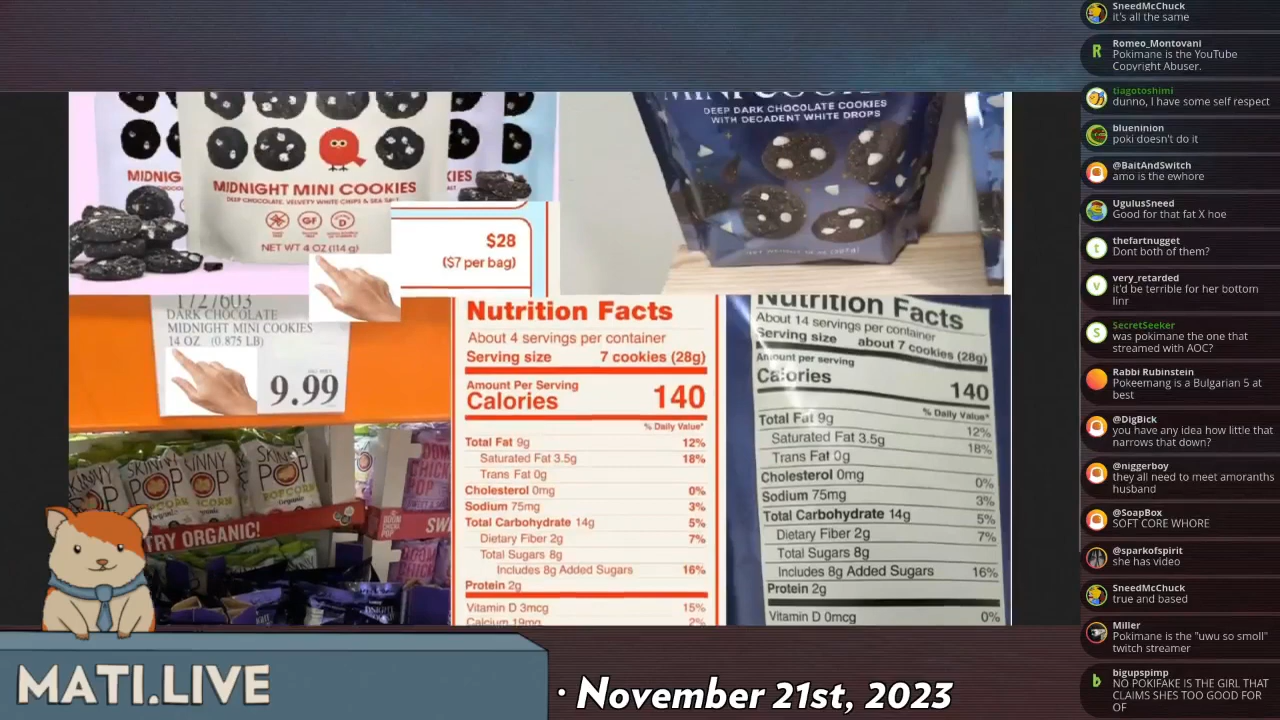 MIDNIGHT MINI COOKIES
DEEP CHOCOLATE, VELVETY WHITE CHIPS & SEA SALT
GF
NET WT 4 OZ (114 g)
$28
($7 per bag)
DEEP DARK CHOCOLATE COOKIES
WITH DECADENT WHITE DROPS
1727603
DARK CHOCOLATE
MIDNIGHT MINI COOKIES
14 OZ (0.875 LB)
9.99
SKINNY
POP
POPCORN
organic
TRY ORGANIC!
Nutrition Facts
About 4 servings per container
Serving size 7 cookies (28g)
Amount Per Serving
Calories 140
% Daily Value*
Total Fat 9g 12%
Saturated Fat 3.5g 18%
Trans Fat 0g
Cholesterol 0mg 0%
Sodium 75mg 3%
Total Carbohydrate 14g 5%
Dietary Fiber 2g 7%
Total Sugars 8g
Includes 8g Added Sugars 16%
Protein 2g
Vitamin D 3mcg 15%
Calcium 19mg 2%
Nutrition Facts
About 14 servings per container
Serving size about 7 cookies (28g)
Amount per serving
Calories 140
% Daily Value*
Total Fat 9g 12%
Saturated Fat 3.5g 18%
Trans Fat 0g
Cholesterol 0mg 0%
Sodium 75mg 3%
Total Carbohydrate 14g 5%
Dietary Fiber 2g 7%
Total Sugars 8g
Includes 8g Added Sugars 16%
Protein 2g
Vitamin D 0mcg 0%
MATI.LIVE
· November 21st, 2023
SneedMcChuck
it's all the same
R
Romeo_Montovani
Pokimane is the YouTube
Copyright Abuser.
tiagotoshimi
dunno, I have some self respect
blueninion
poki doesn't do it
@BaitAndSwitch
amo is the ewhore
UgulusSneed
Good for that fat X hoe
t
thefartnugget
Dont both of them?
v
very_retarded
it'd be terrible for her bottom
linr
S
SecretSeeker
was pokimane the one that
streamed with AOC?
Rabbi Rubinstein
Pokeemang is a Bulgarian 5 at
best
@DigBick
you have any idea how little that
narrows that down?
@niggerboy
they all need to meet amoranths
husband
@SoapBox
SOFT CORE WHORE
@sparkofspirit
she has video
SneedMcChuck
true and based
Miller
Pokimane is the "uwu so smoll"
twitch streamer
b
bigupspimp
NO POKIFAKE IS THE GIRL THAT
CLAIMS SHES TOO GOOD FOR
OF